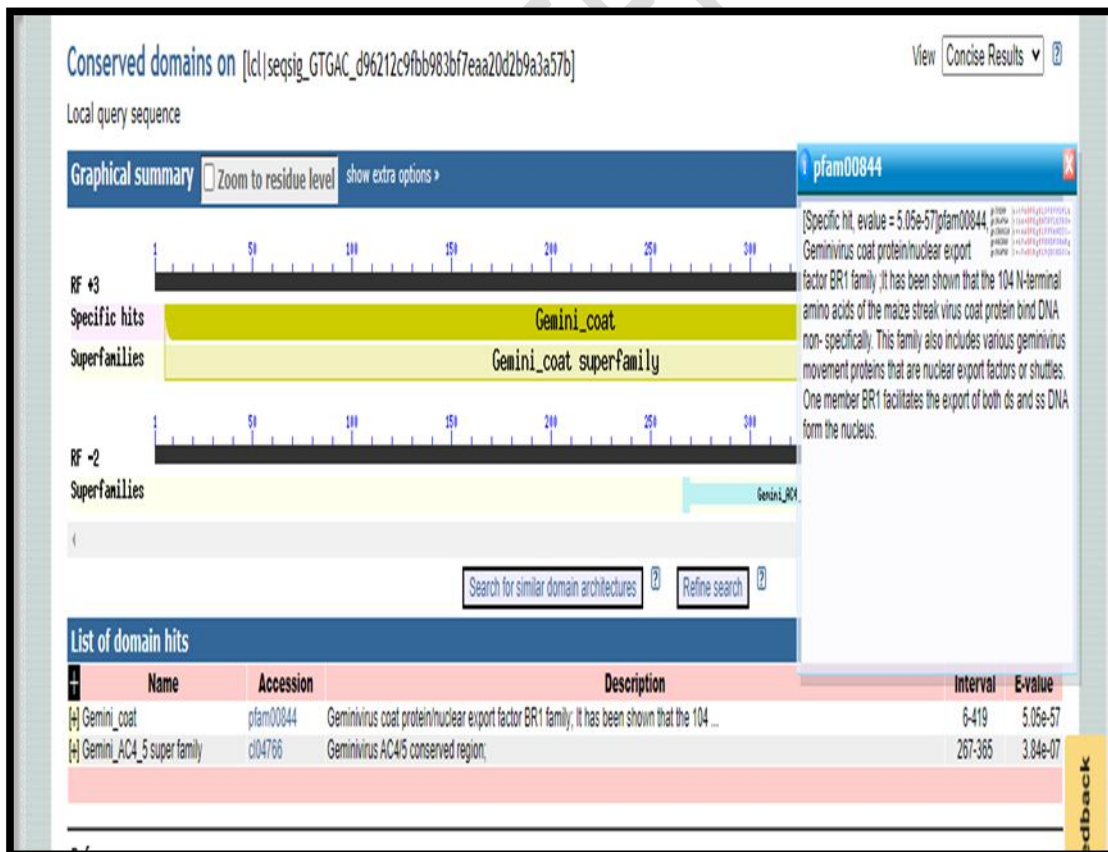 Conserved domains on [lcl|seqsig_GTGAC_d96212c9fbb983bf7eaa20d2b9a3a57b]
View Concise Results
Local query sequence
Graphical summary Zoom to residue level show extra options »
1 50 100 150 200 250 300
RF +3
Specific hits Gemini_coat
Superfamilies Gemini_coat superfamily
1 50 100 150 200 250 300
RF -2
Superfamilies Gemini_AC4_
pfam00844
[Specific hit, evalue = 5.05e-57]pfam00844,
Geminivirus coat protein/nuclear export
factor BR1 family ;It has been shown that the 104 N-terminal
amino acids of the maize streak virus coat protein bind DNA
non- specifically. This family also includes various geminivirus
movement proteins that are nuclear export factors or shuttles.
One member BR1 facilitates the export of both ds and ss DNA
form the nucleus.
Search for similar domain architectures ? Refine search ?
List of domain hits
+ Name Accession Description Interval E-value
[+] Gemini_coat pfam00844 Geminivirus coat protein/nuclear export factor BR1 family; It has been shown that the 104 ... 6-419 5.05e-57
[+] Gemini_AC4_5 super family cl04766 Geminivirus AC4/5 conserved region; 267-365 3.84e-07
edback